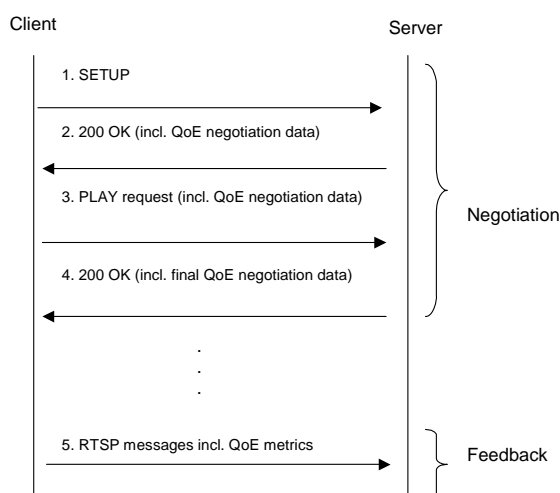 Client
Server
1. SETUP
2. 200 OK (incl. QoE negotiation data)
3. PLAY request (incl. QoE negotiation data)
Negotiation
4. 200 OK (incl. final QoE negotiation data)
.
.
.
5. RTSP messages incl. QoE metrics
Feedback